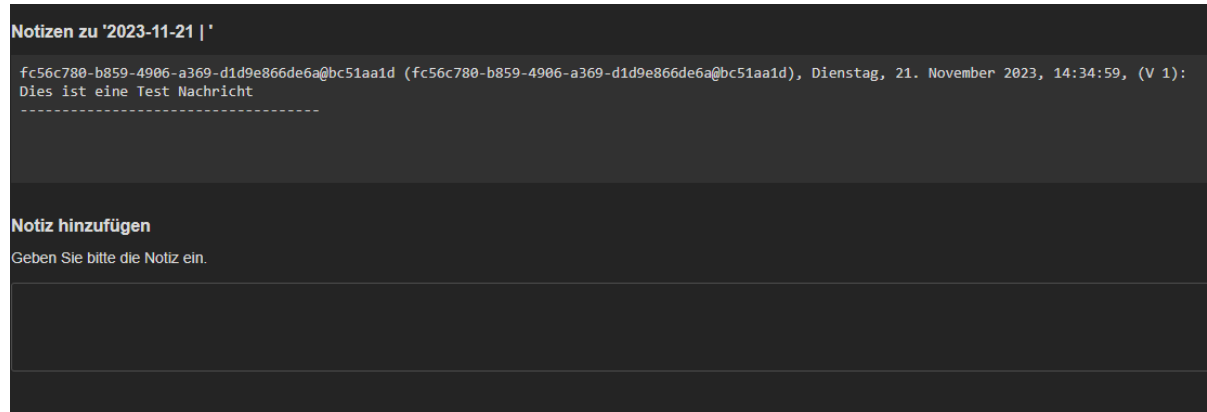 Notizen zu '2023-11-21 | '
fc56c780-b859-4906-a369-d1d9e866de6a@bc51aa1d (fc56c780-b859-4906-a369-d1d9e866de6a@bc51aa1d), Dienstag, 21. November 2023, 14:34:59, (V 1):
Dies ist eine Test Nachricht
------------------------------------
Notiz hinzufügen
Geben Sie bitte die Notiz ein.